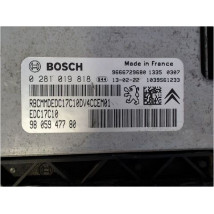 BOSCH
Made in France
9666729680 1335 0307
0 281 019 818
13-02-22 1039561233
RBCMMDEDC17C10DV4CCEM01
EDC17C10
98 059 477 80